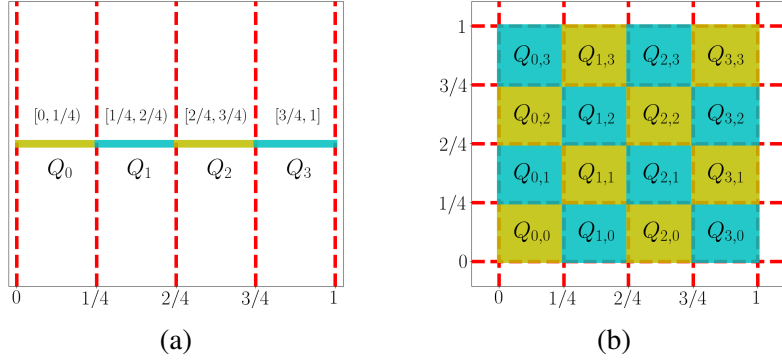 [0, 1/4) [1/4, 2/4) [2/4, 3/4) [3/4, 1]
Q₀ Q₁ Q₂ Q₃
0 1/4 2/4 3/4 1
(a)
1
Q₀,₃ Q₁,₃ Q₂,₃ Q₃,₃
3/4
Q₀,₂ Q₁,₂ Q₂,₂ Q₃,₂
2/4
Q₀,₁ Q₁,₁ Q₂,₁ Q₃,₁
1/4
Q₀,₀ Q₁,₀ Q₂,₀ Q₃,₀
0
0 1/4 2/4 3/4 1
(b)